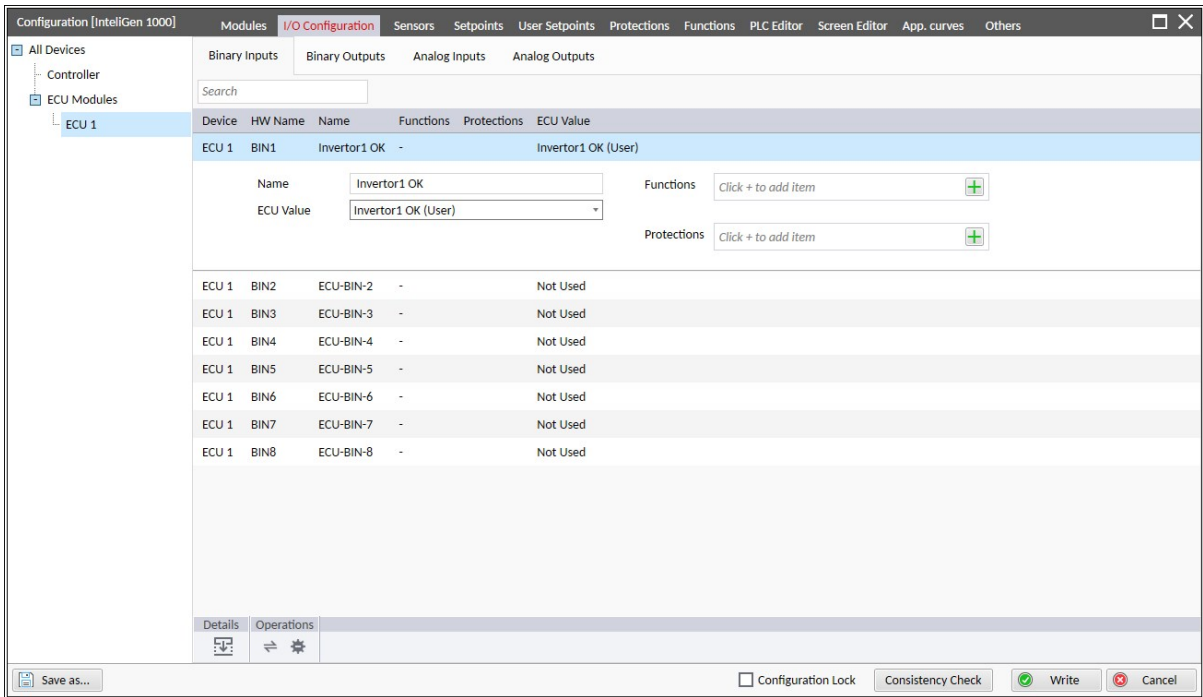 Configuration [InteliGen 1000] Modules I/O Configuration Sensors Setpoints User Setpoints Protections Functions PLC Editor Screen Editor App. curves Others
All Devices
Controller
ECU Modules
ECU 1
Binary Inputs Binary Outputs Analog Inputs Analog Outputs
Search
Device HW Name Name Functions Protections ECU Value
ECU 1 BIN1 Invertor1 OK - Invertor1 OK (User)
Name Invertor1 OK Functions Click + to add item
ECU Value Invertor1 OK (User)
Protections Click + to add item
ECU 1 BIN2 ECU-BIN-2 - Not Used
ECU 1 BIN3 ECU-BIN-3 - Not Used
ECU 1 BIN4 ECU-BIN-4 - Not Used
ECU 1 BIN5 ECU-BIN-5 - Not Used
ECU 1 BIN6 ECU-BIN-6 - Not Used
ECU 1 BIN7 ECU-BIN-7 - Not Used
ECU 1 BIN8 ECU-BIN-8 - Not Used
Details Operations
Save as... Configuration Lock Consistency Check Write Cancel